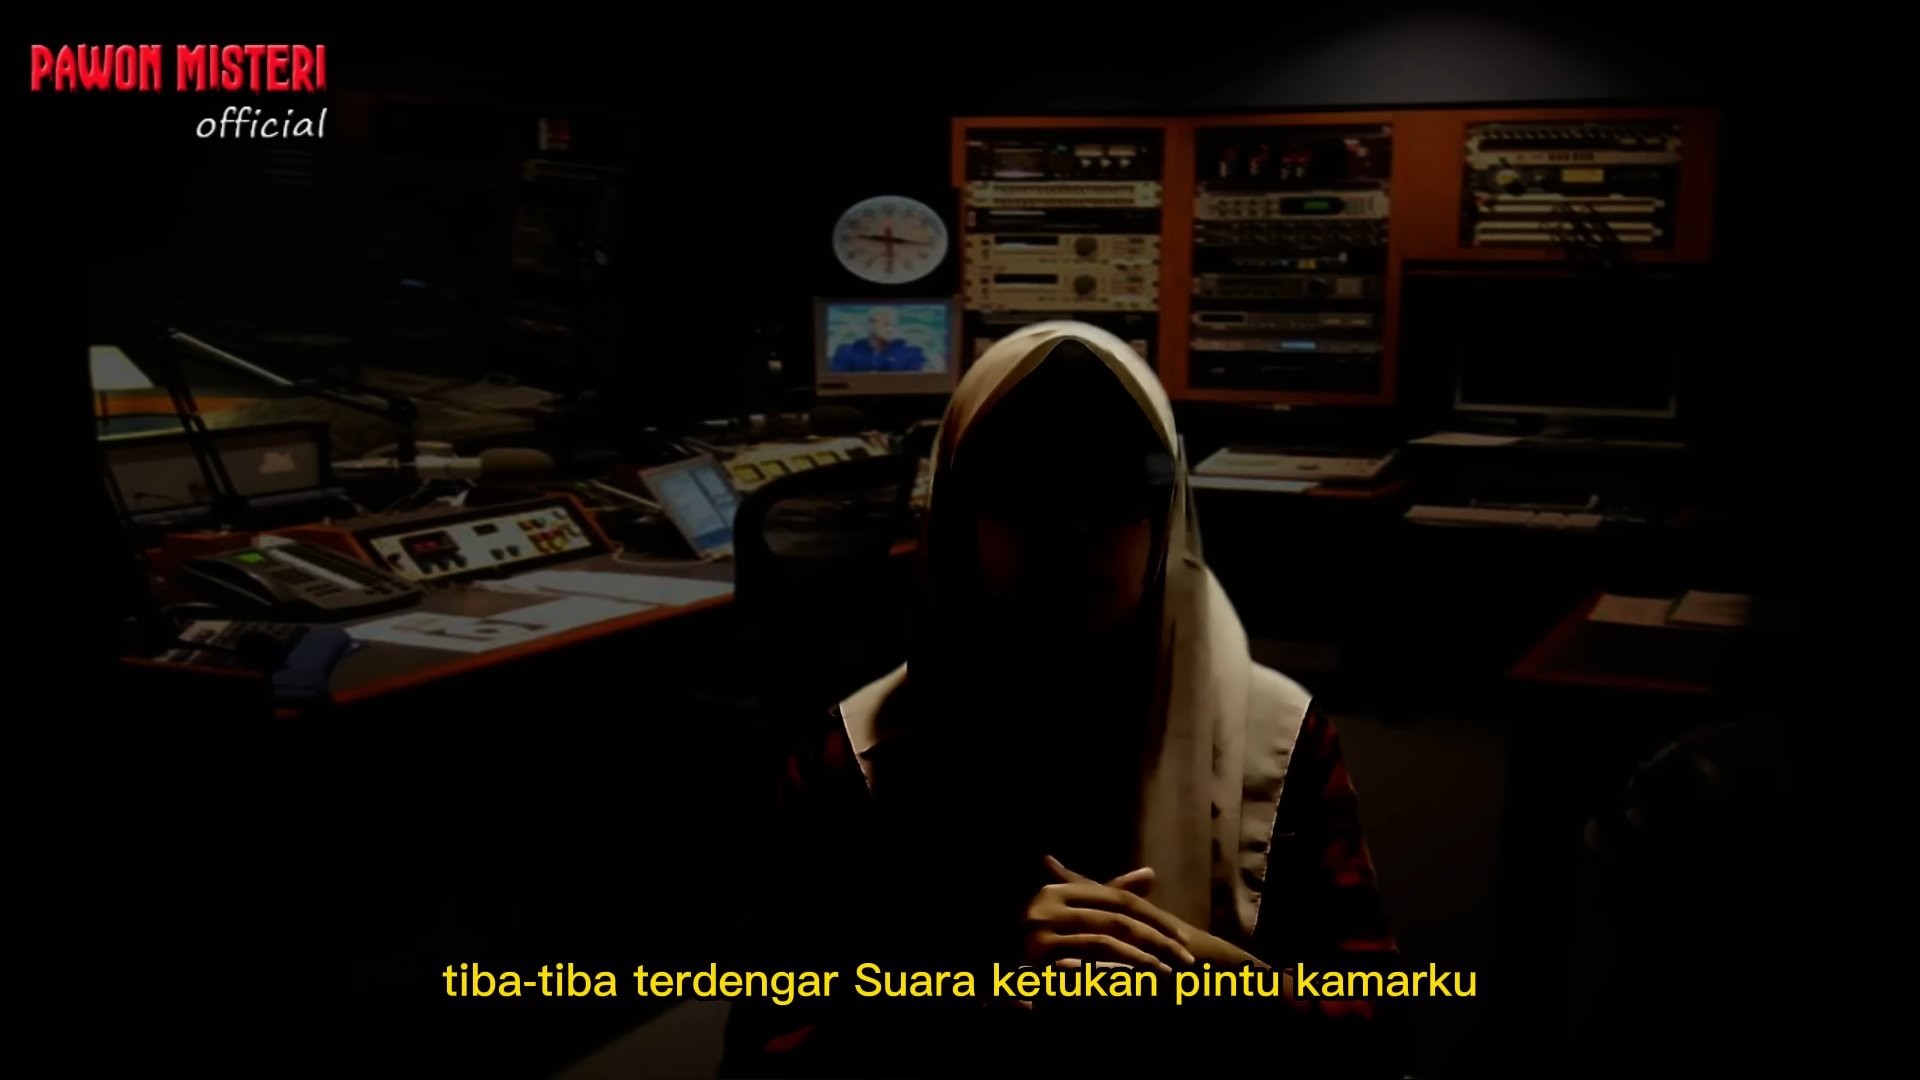 PAWON MISTERI
official
tiba-tiba terdengar Suara ketukan pintu kamarku